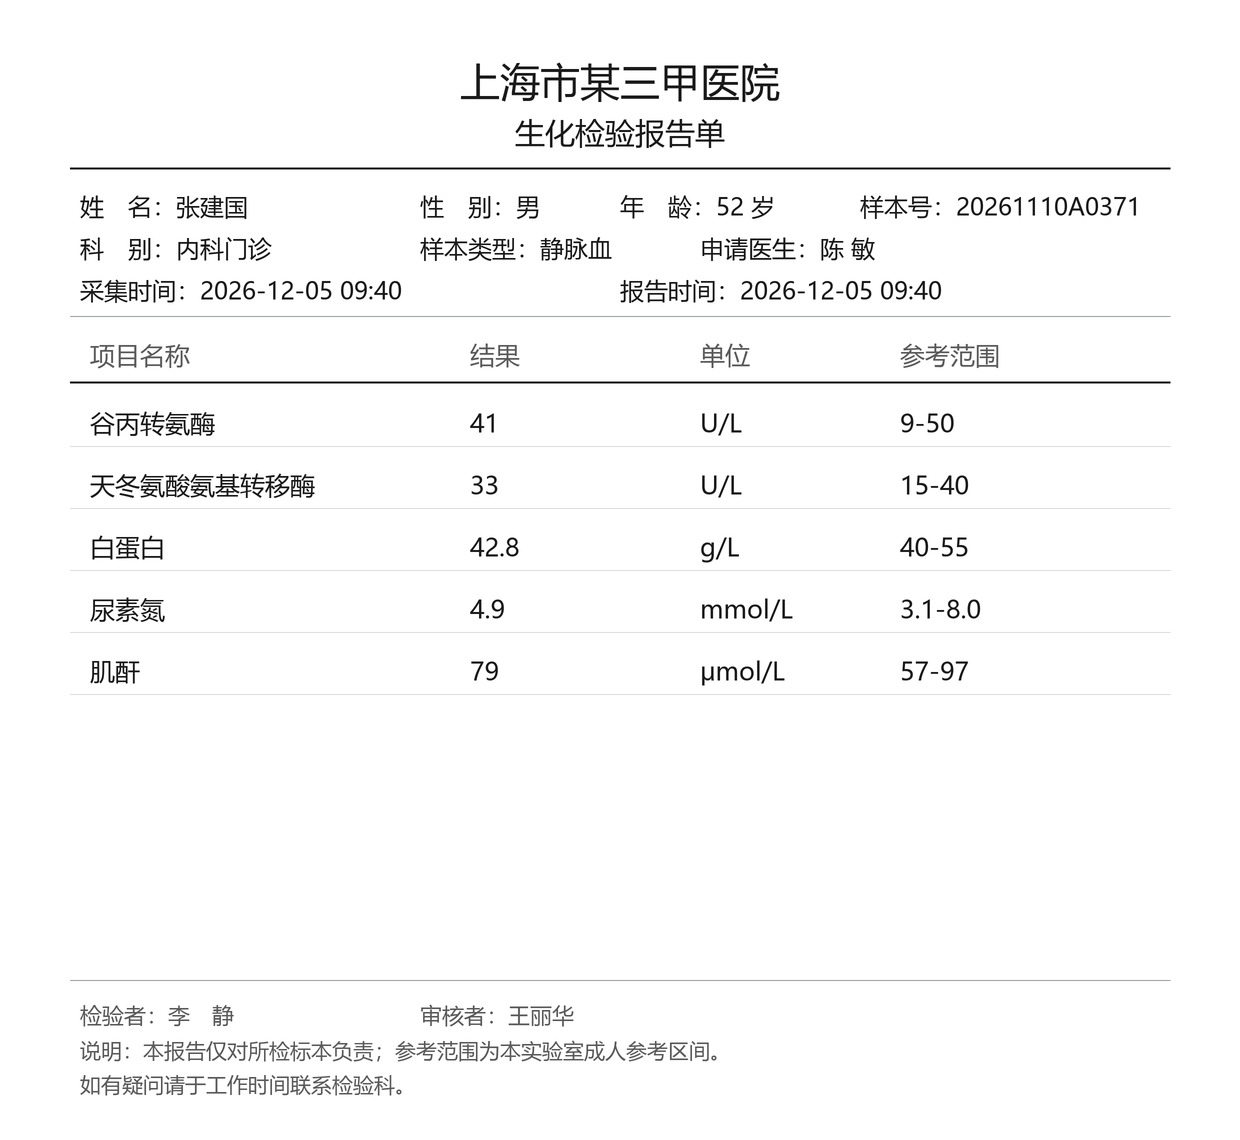 上海市某三甲医院
生化检验报告单
姓 名：张建国 性 别：男 年 龄：52 岁 样本号：20261110A0371
科 别：内科门诊 样本类型：静脉血 申请医生：陈 敏
采集时间：2026-12-05 09:40 报告时间：2026-12-05 09:40
项目名称 结果 单位 参考范围
谷丙转氨酶 41 U/L 9-50
天冬氨酸氨基转移酶 33 U/L 15-40
白蛋白 42.8 g/L 40-55
尿素氮 4.9 mmol/L 3.1-8.0
肌酐 79 μmol/L 57-97
检验者：李 静 审核者：王丽华
说明：本报告仅对所检标本负责；参考范围为本实验室成人参考区间。
如有疑问请于工作时间联系检验科。